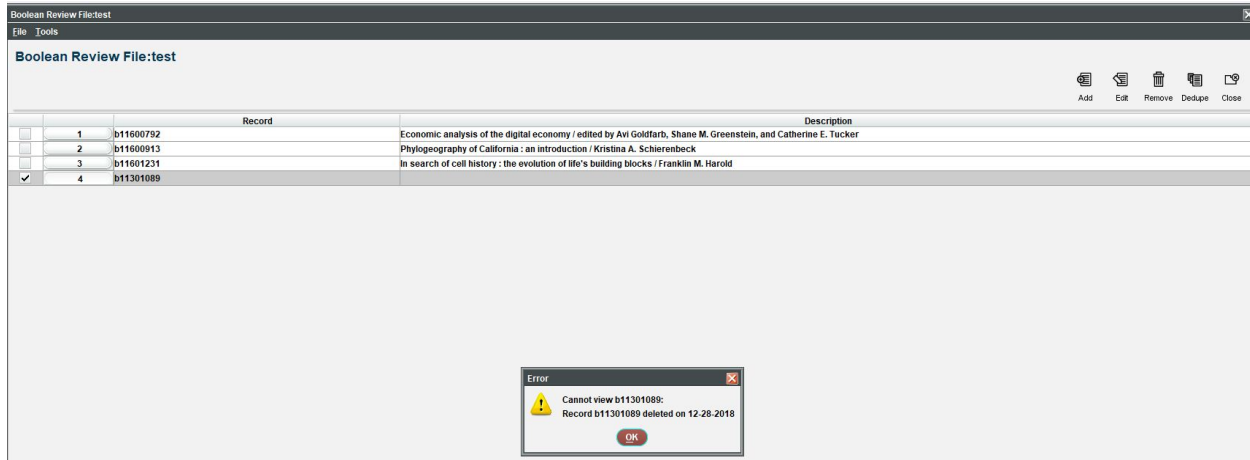 Boolean Review File:test
File Tools
Boolean Review File:test
Add Edit Remove Dedupe Close
Record Description
1 b11600792 Economic analysis of the digital economy / edited by Avi Goldfarb, Shane M. Greenstein, and Catherine E. Tucker
2 b11600913 Phylogeography of California : an introduction / Kristina A. Schierenbeck
3 b11601231 In search of cell history : the evolution of life's building blocks / Franklin M. Harold
4 b11301089
Error
Cannot view b11301089:
Record b11301089 deleted on 12-28-2018
OK